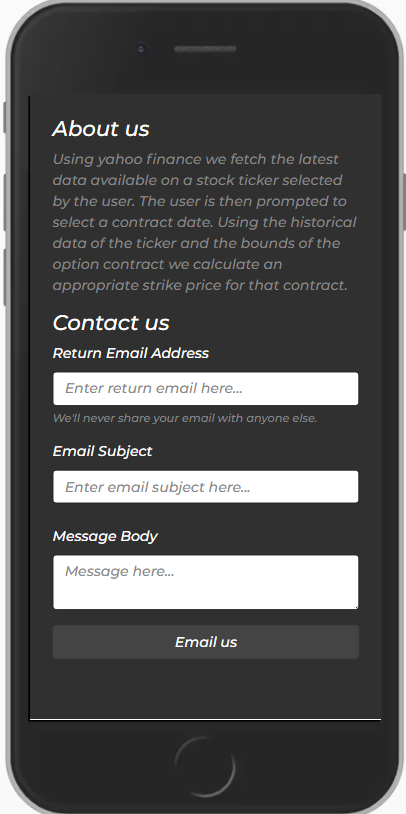 About us
Using yahoo finance we fetch the latest
data available on a stock ticker selected
by the user. The user is then prompted to
select a contract date. Using the historical
data of the ticker and the bounds of the
option contract we calculate an
appropriate strike price for that contract.
Contact us
Return Email Address
Enter return email here...
We'll never share your email with anyone else.
Email Subject
Enter email subject here...
Message Body
Message here...
Email us